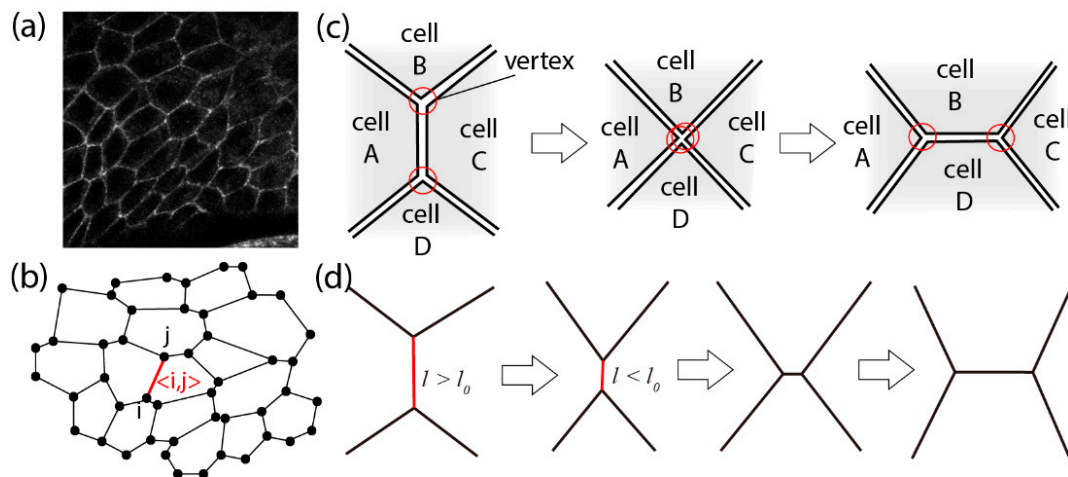 (a)
(c)
cell
B
vertex
cell
A
cell
C
cell
D
cell
B
cell
A
cell
C
cell
D
cell
B
cell
A
cell
C
cell
D
(b)
j
<i,j>
i
(d)
l > l₀
l < l₀